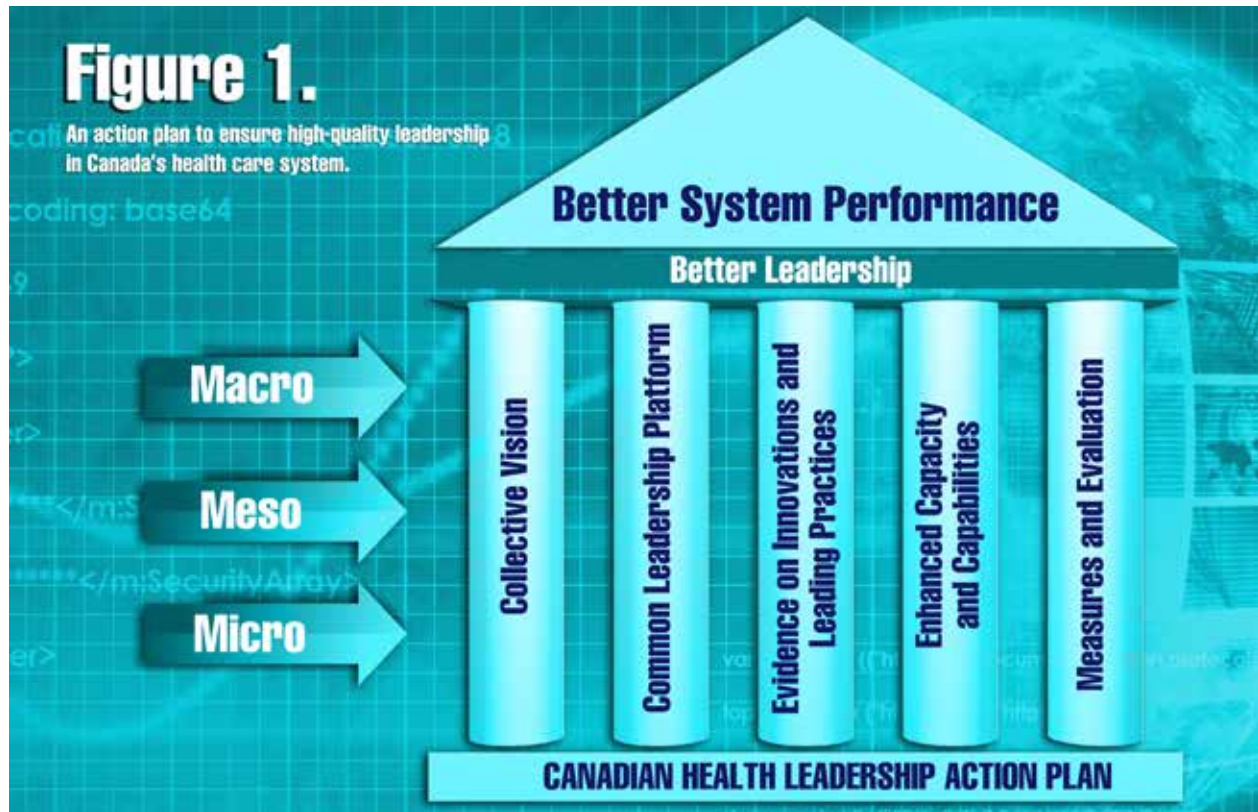 Figure 1.
An action plan to ensure high-quality leadership
in Canada's health care system.
coding: base64
Better System Performance
Better Leadership
Macro
Meso
Micro
Collective Vision
Common Leadership Platform
Evidence on Innovations and
Leading Practices
Enhanced Capacity
and Capabilities
Measures and Evaluation
</m:SecurityArray>
CANADIAN HEALTH LEADERSHIP ACTION PLAN